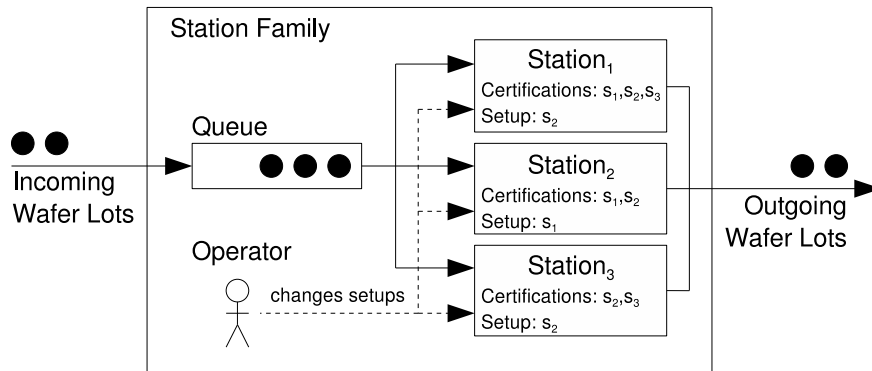 Station Family
Station₁
Certifications: s₁,s₂,s₃
Setup: s₂
Queue
Incoming
Wafer Lots
Station₂
Certifications: s₁,s₂
Setup: s₁
Outgoing
Wafer Lots
Operator
changes setups
Station₃
Certifications: s₂,s₃
Setup: s₂